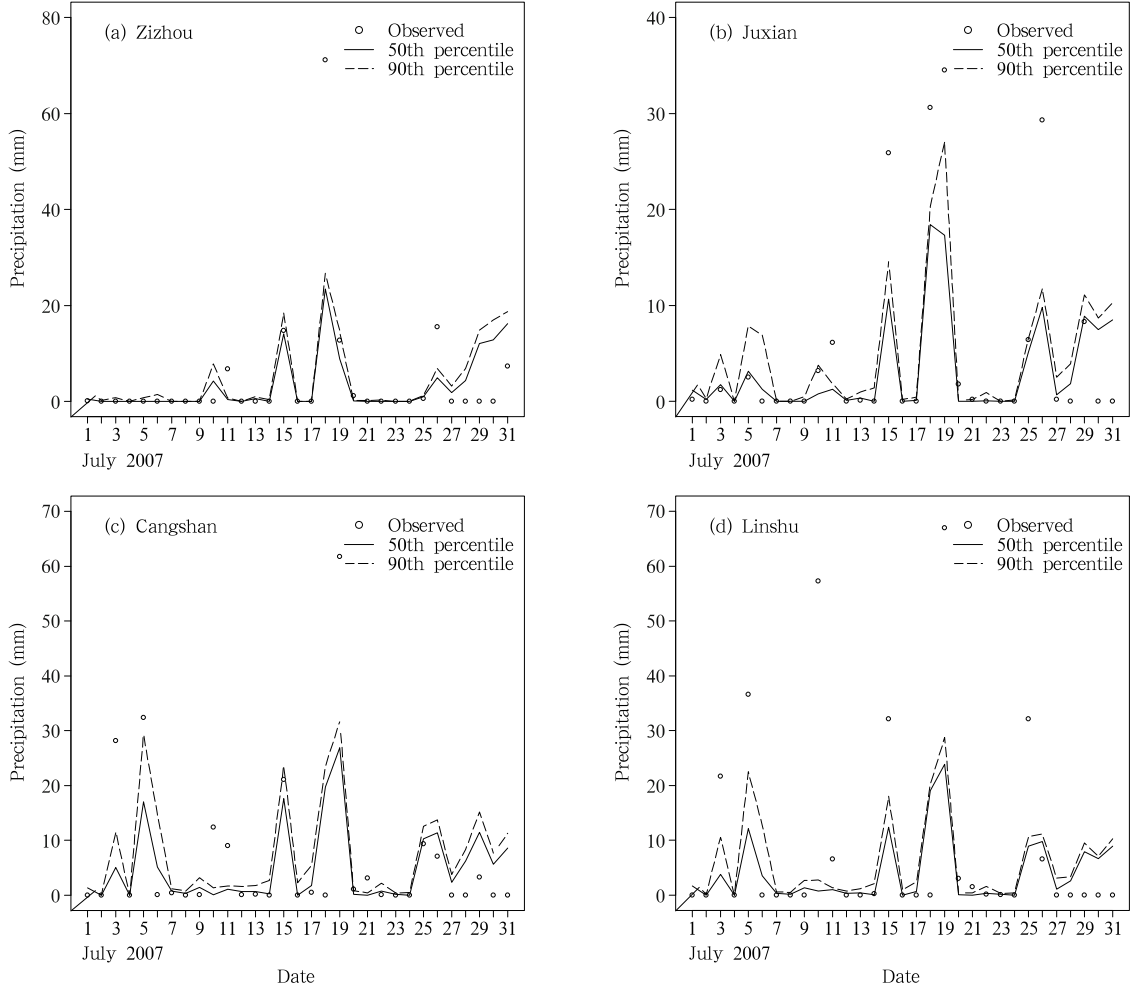 (a) Zizhou
Observed
50th percentile
90th percentile
Precipitation (mm)
80
60
40
20
0
1 3 5 7 9 11 13 15 17 19 21 23 25 27 29 31
July 2007
(b) Juxian
Observed
50th percentile
90th percentile
Precipitation (mm)
40
30
20
10
0
1 3 5 7 9 11 13 15 17 19 21 23 25 27 29 31
July 2007
(c) Cangshan
Observed
50th percentile
90th percentile
Precipitation (mm)
70
60
50
40
30
20
10
0
1 3 5 7 9 11 13 15 17 19 21 23 25 27 29 31
July 2007
Date
(d) Linshu
Observed
50th percentile
90th percentile
Precipitation (mm)
70
60
50
40
30
20
10
0
1 3 5 7 9 11 13 15 17 19 21 23 25 27 29 31
July 2007
Date